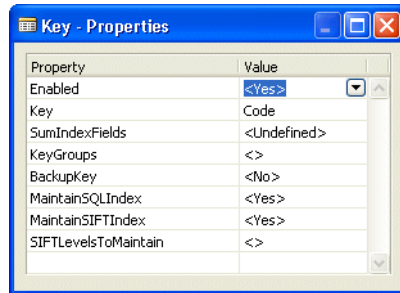 Key - Properties
Property Value
Enabled <Yes>
Key Code
SumIndexFields <Undefined>
KeyGroups <>
BackupKey <No>
MaintainSQLIndex <Yes>
MaintainSIFTIndex <Yes>
SIFTLevelsToMaintain <>